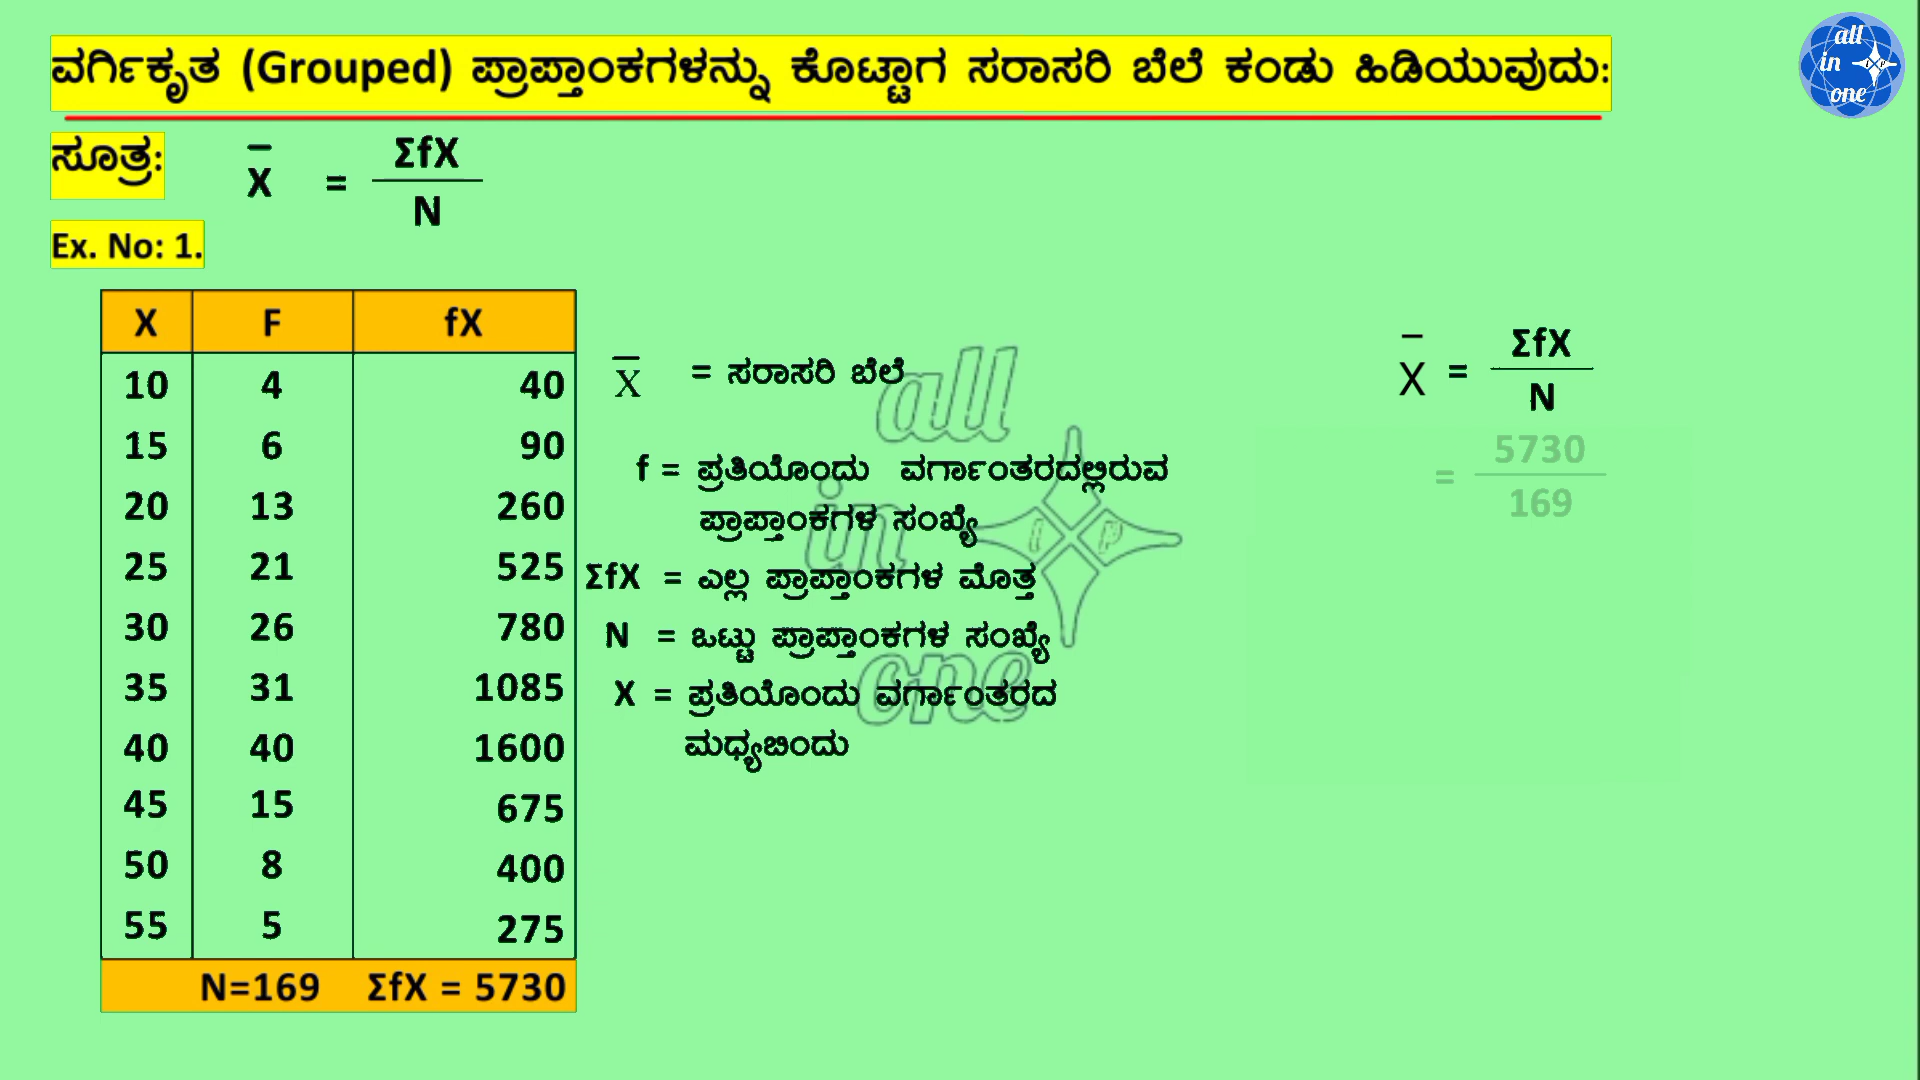 ವರ್ಗಿಕೃತ (Grouped) ಪ್ರಾಪ್ತಾಂಕಗಳನ್ನು ಕೊಟ್ಟಾಗ ಸರಾಸರಿ ಬೆಲೆ ಕಂಡು ಹಿಡಿಯುವುದು:
all
in I P
one
ಸೂತ್ರ: X̄ = ΣfX / N
Ex. No: 1.
X F fX
10 4 40
15 6 90
20 13 260
25 21 525
30 26 780
35 31 1085
40 40 1600
45 15 675
50 8 400
55 5 275
N=169 ΣfX = 5730
X̄ = ಸರಾಸರಿ ಬೆಲೆ
f = ಪ್ರತಿಯೊಂದು ವರ್ಗಾಂತರದಲ್ಲಿರುವ
ಪ್ರಾಪ್ತಾಂಕಗಳ ಸಂಖ್ಯೆ
ΣfX = ಎಲ್ಲ ಪ್ರಾಪ್ತಾಂಕಗಳ ಮೊತ್ತ
N = ಒಟ್ಟು ಪ್ರಾಪ್ತಾಂಕಗಳ ಸಂಖ್ಯೆ
X = ಪ್ರತಿಯೊಂದು ವರ್ಗಾಂತರದ
ಮಧ್ಯಬಿಂದು
all
in I P
one
X̄ = ΣfX / N
= 5730 / 169